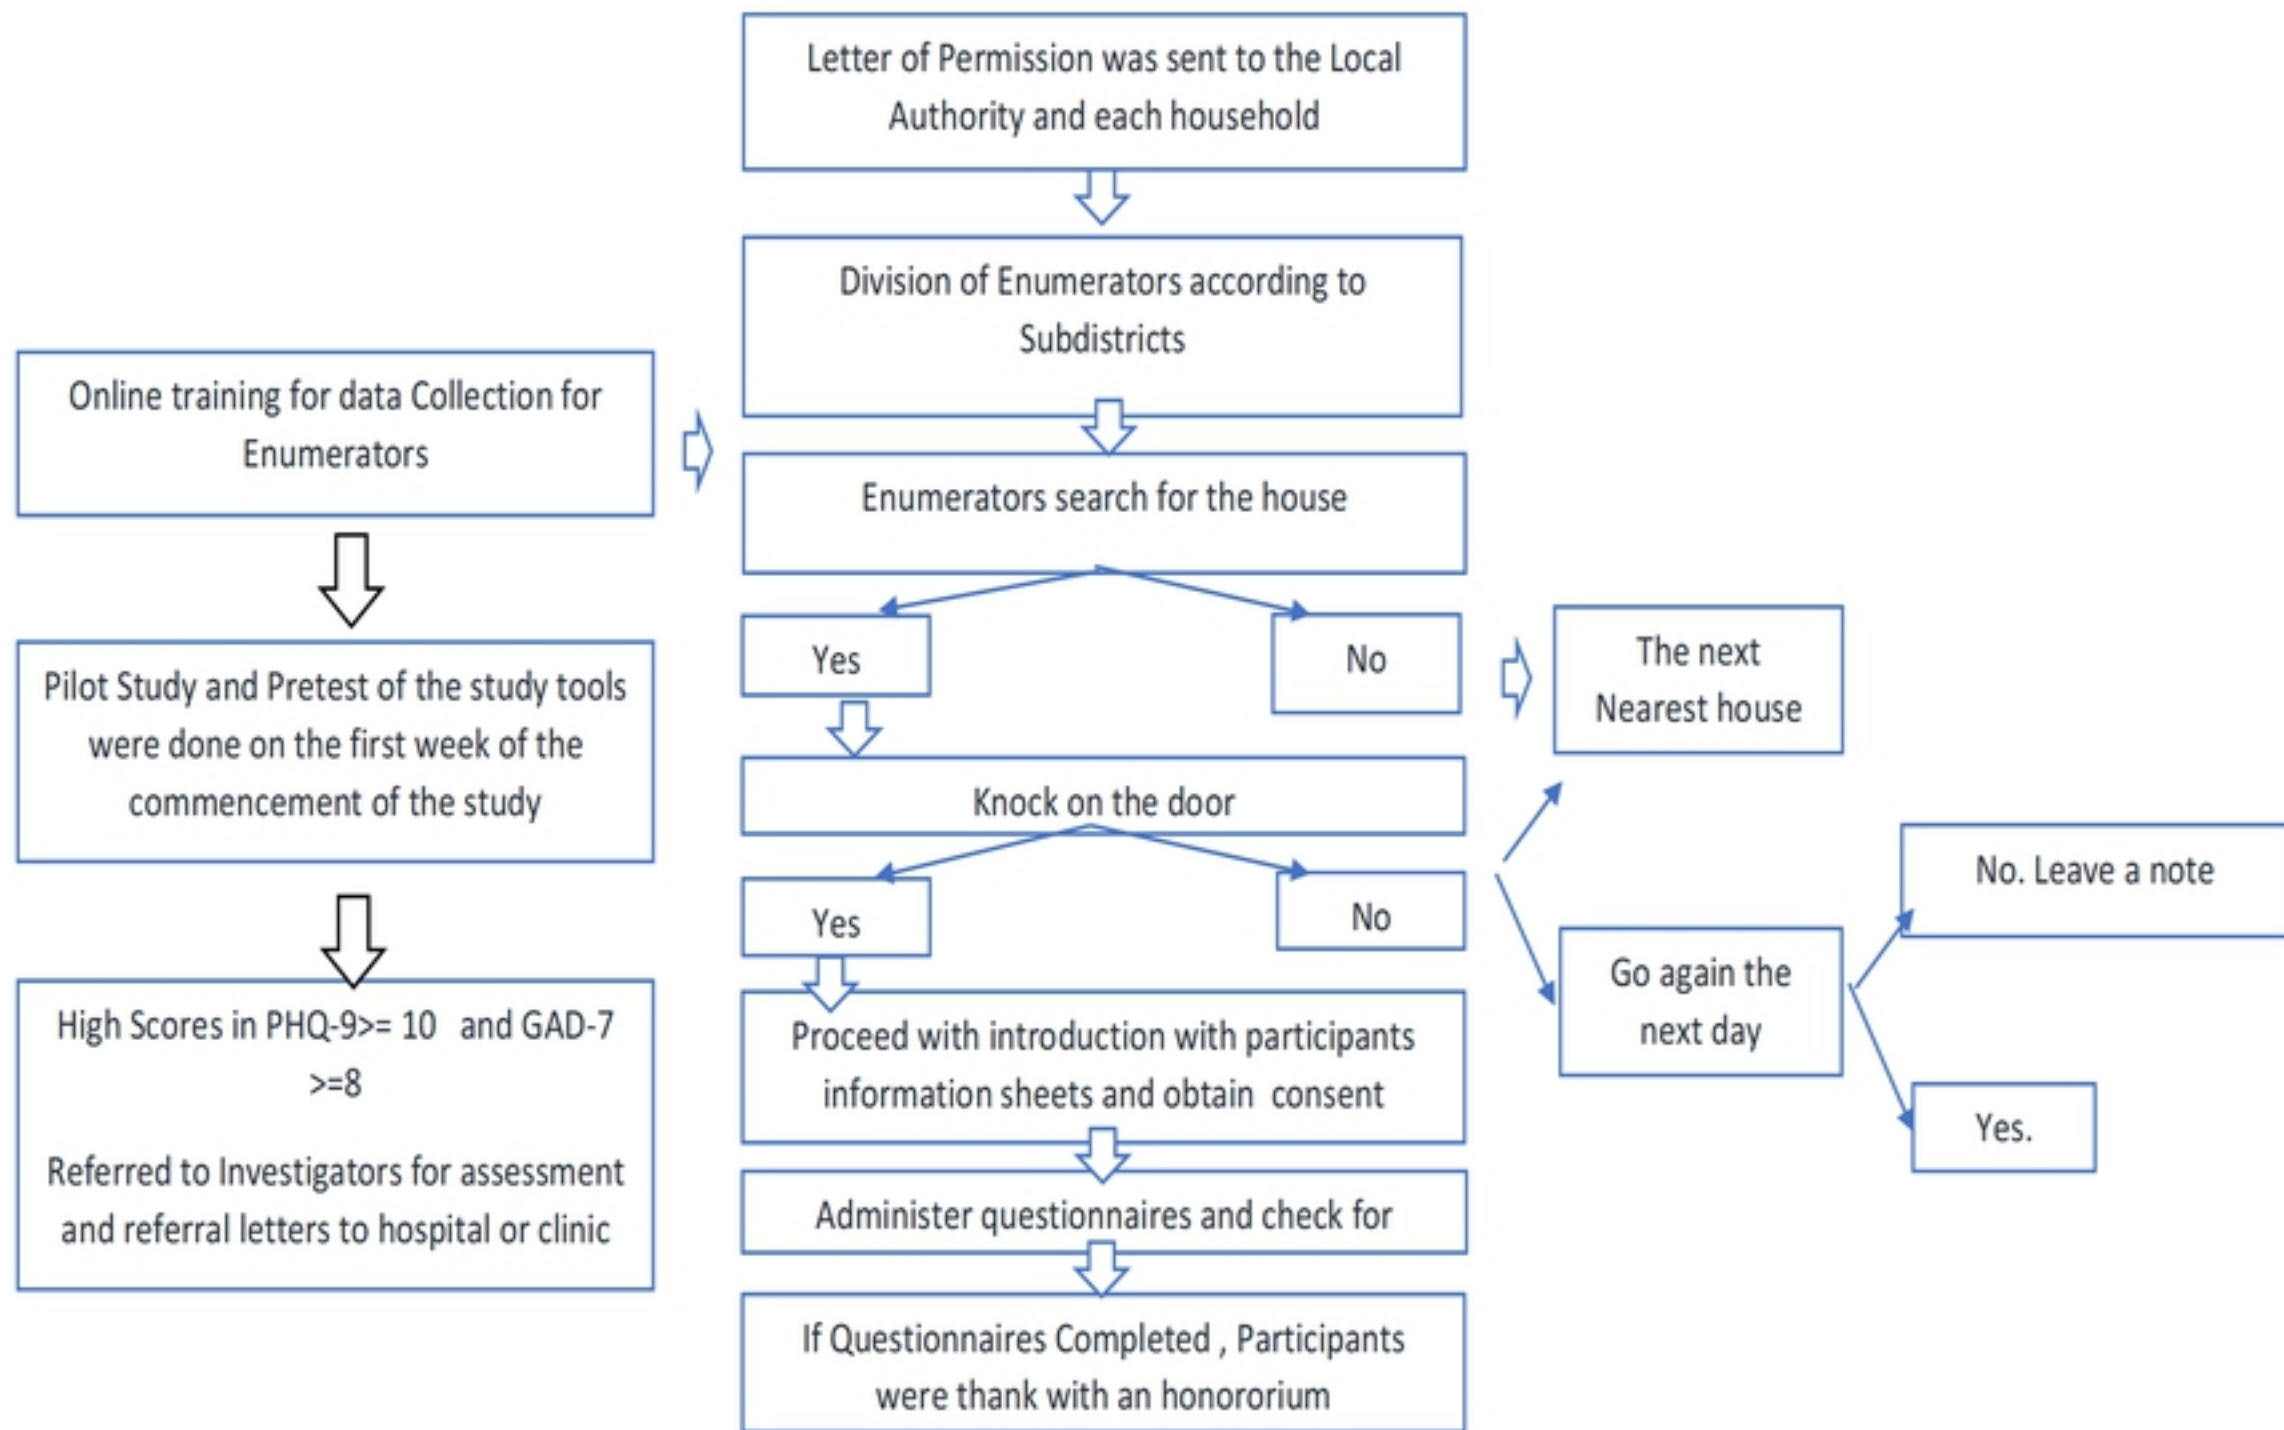 Letter of Permission was sent to the Local
Authority and each household
Division of Enumerators according to
Subdistricts
Online training for data Collection for
Enumerators
Enumerators search for the house
Yes
No
The next
Nearest house
Pilot Study and Pretest of the study tools
were done on the first week of the
commencement of the study
Knock on the door
Yes
No
No. Leave a note
Go again the
next day
Yes.
High Scores in PHQ-9>= 10 and GAD-7
>=8
Referred to Investigators for assessment
and referral letters to hospital or clinic
Proceed with introduction with participants
information sheets and obtain consent
Administer questionnaires and check for
If Questionnaires Completed , Participants
were thank with an honororium